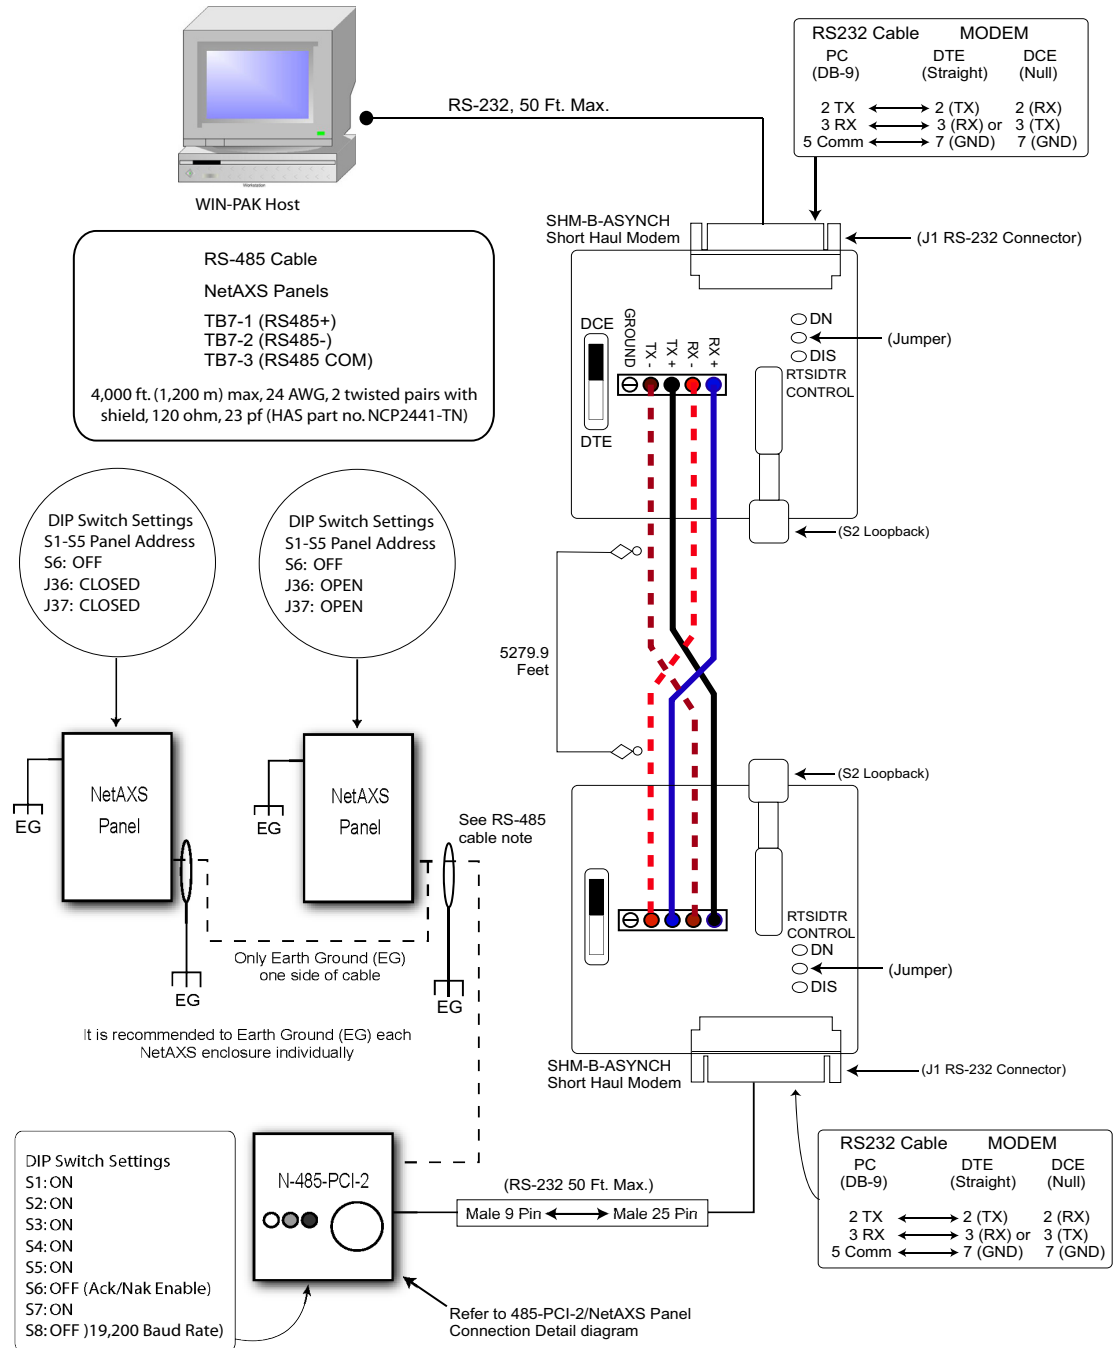 RS232 Cable MODEM
PC DTE DCE
(DB-9) (Straight) (Null)
2 TX 2 (TX) 2 (RX)
3 RX 3 (RX) or 3 (TX)
5 Comm 7 (GND) 7 (GND)
RS-232, 50 Ft. Max.
Workstation
WIN-PAK Host
SHM-B-ASYNCH
Short Haul Modem
(J1 RS-232 Connector)
RS-485 Cable
NetAXS Panels
TB7-1 (RS485+)
TB7-2 (RS485-)
TB7-3 (RS485 COM)
4,000 ft. (1,200 m) max, 24 AWG, 2 twisted pairs with
shield, 120 ohm, 23 pf (HAS part no. NCP2441-TN)
DCE
DTE
GROUND
TX -
TX +
RX -
RX +
DN
(Jumper)
DIS
RTSIDTR
CONTROL
(S2 Loopback)
DIP Switch Settings
S1-S5 Panel Address
S6: OFF
J36: CLOSED
J37: CLOSED
DIP Switch Settings
S1-S5 Panel Address
S6: OFF
J36: OPEN
J37: OPEN
5279.9
Feet
NetAXS
Panel
EG
NetAXS
Panel
EG
See RS-485
cable note
(S2 Loopback)
RTSIDTR
CONTROL
DN
(Jumper)
DIS
Only Earth Ground (EG)
one side of cable
EG
EG
It is recommended to Earth Ground (EG) each
NetAXS enclosure individually
SHM-B-ASYNCH
Short Haul Modem
(J1 RS-232 Connector)
DIP Switch Settings
S1: ON
S2: ON
S3: ON
S4: ON
S5: ON
S6: OFF (Ack/Nak Enable)
S7: ON
S8: OFF )19,200 Baud Rate)
N-485-PCI-2
(RS-232 50 Ft. Max.)
Male 9 Pin Male 25 Pin
Refer to 485-PCI-2/NetAXS Panel
Connection Detail diagram
RS232 Cable MODEM
PC DTE DCE
(DB-9) (Straight) (Null)
2 TX 2 (TX) 2 (RX)
3 RX 3 (RX) or 3 (TX)
5 Comm 7 (GND) 7 (GND)